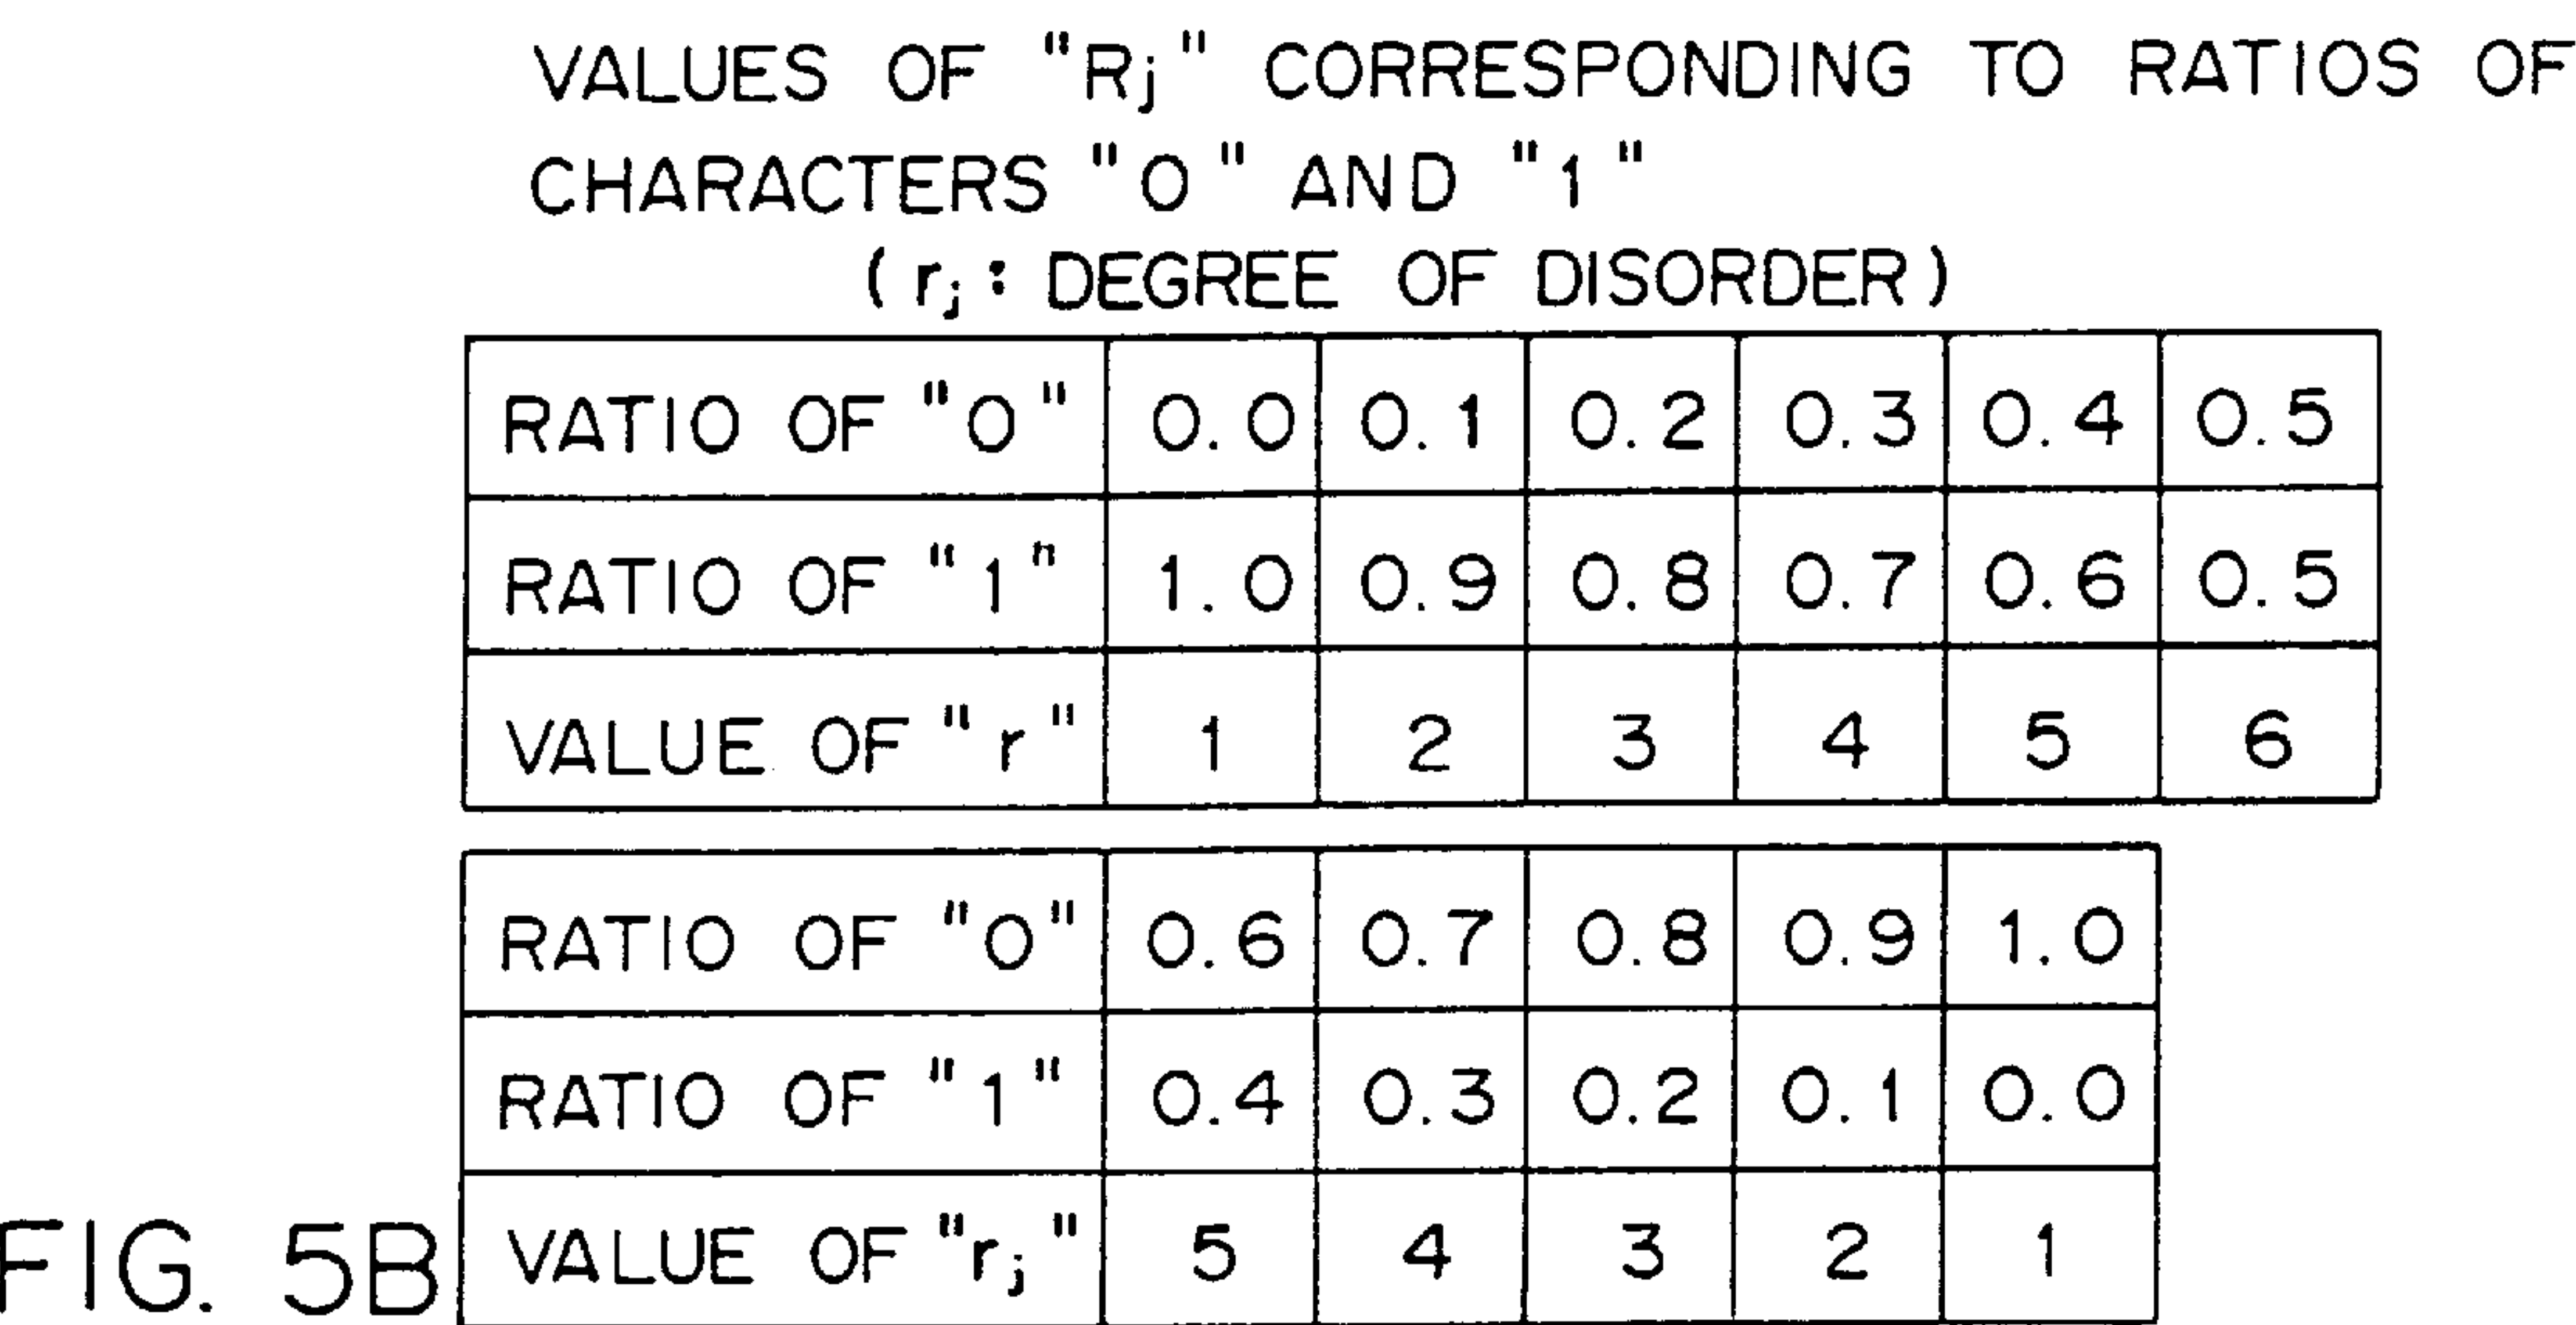 VALUES OF "Rj" CORRESPONDING TO RATIOS OF
CHARACTERS "0" AND "1"
(rj: DEGREE OF DISORDER)
RATIO OF "0" 0.0 0.1 0.2 0.3 0.4 0.5
RATIO OF "1" 1.0 0.9 0.8 0.7 0.6 0.5
VALUE OF "r" 1 2 3 4 5 6
RATIO OF "0" 0.6 0.7 0.8 0.9 1.0
RATIO OF "1" 0.4 0.3 0.2 0.1 0.0
VALUE OF "rj" 5 4 3 2 1
FIG. 5B